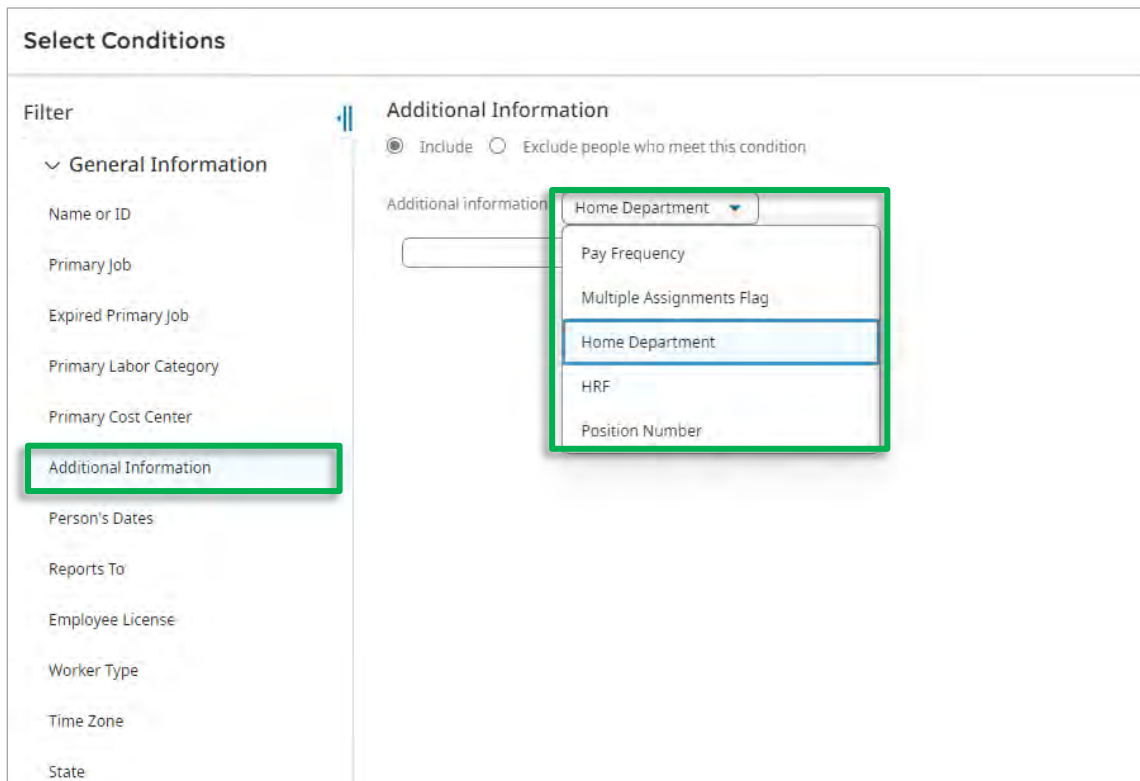 Select Conditions
Filter
General Information
Name or ID
Primary Job
Expired Primary Job
Primary Labor Category
Primary Cost Center
Additional Information
Person's Dates
Reports To
Employee License
Worker Type
Time Zone
State
Additional Information
Include Exclude people who meet this condition
Additional information Home Department
Pay Frequency
Multiple Assignments Flag
Home Department
HRF
Position Number